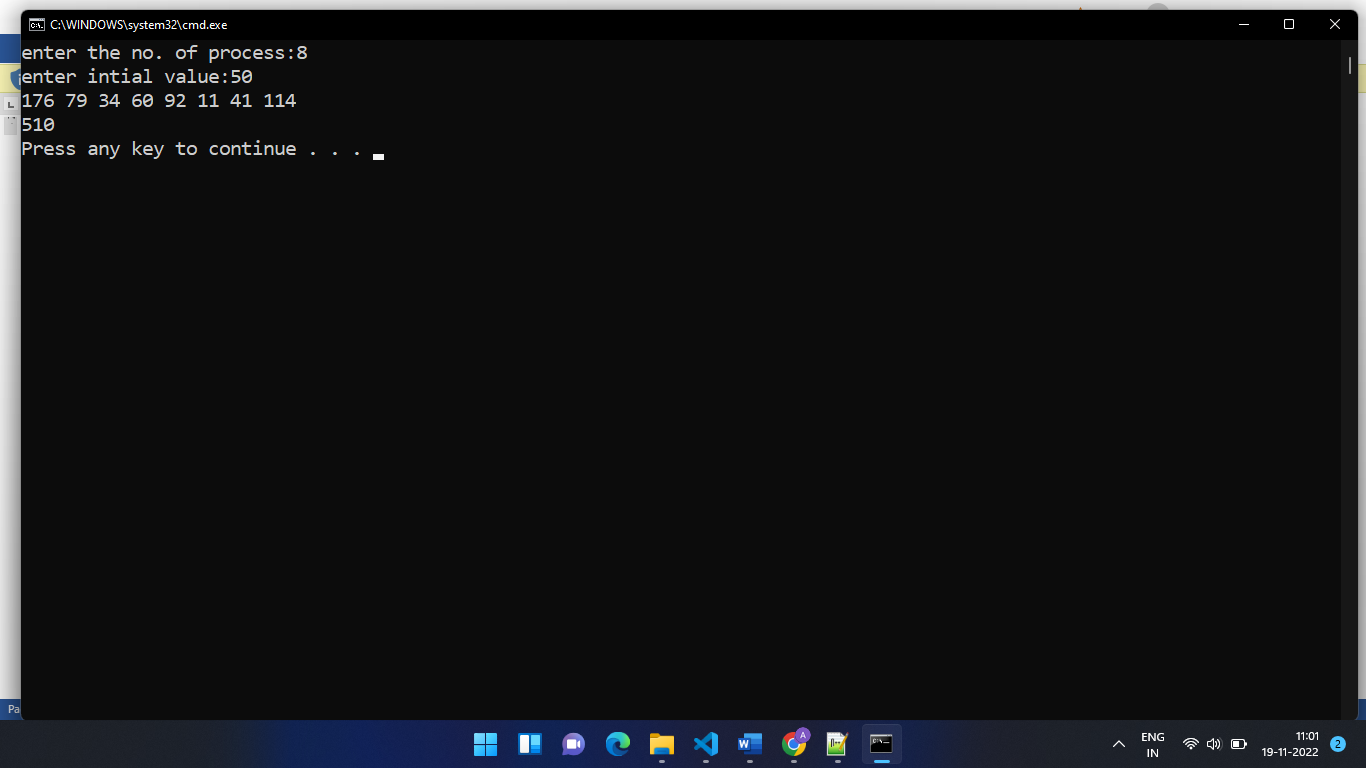 C:\WINDOWS\system32\cmd.exe
enter the no. of process:8
enter intial value:50
176 79 34 60 92 11 41 114
510
Press any key to continue . . .
Pa
A
ENG
IN
11:01
19-11-2022
2